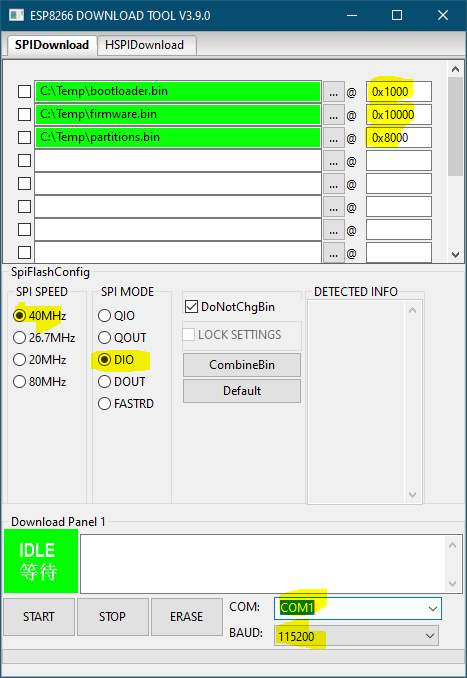 ESP8266 DOWNLOAD TOOL V3.9.0
SPIDownload HSPIDownload
C:\Temp\bootloader.bin ... @ 0x1000
C:\Temp\firmware.bin ... @ 0x10000
C:\Temp\partitions.bin ... @ 0x8000
... @
... @
... @
... @
... @
SpiFlashConfig
SPI SPEED SPI MODE DETECTED INFO
40MHz QIO DoNotChgBin
26.7MHz QOUT LOCK SETTINGS
20MHz DIO CombineBin
80MHz DOUT Default
FASTRD
Download Panel 1
IDLE
等待
START STOP ERASE COM: COM1
BAUD: 115200